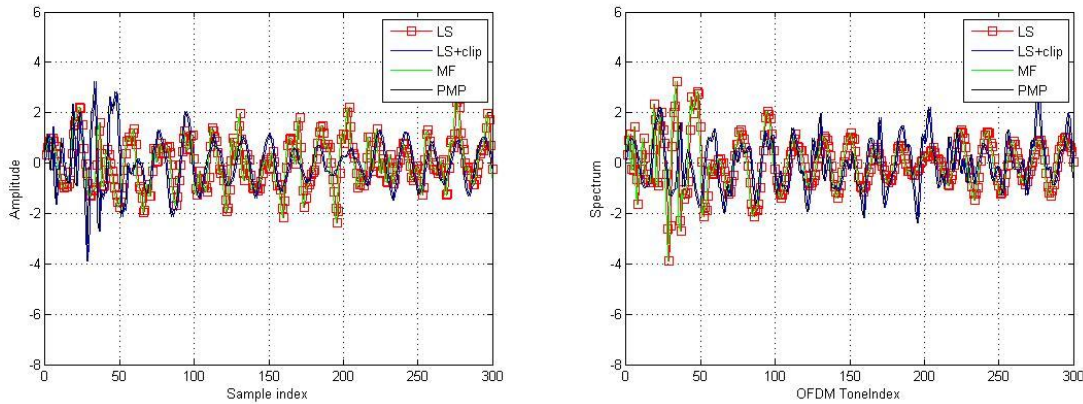 6
4
2
0
-2
-4
-6
-8
Amplitude
0 50 100 150 200 250 300
Sample index
LS
LS+clip
MF
PMP
6
4
2
0
-2
-4
-6
-8
Spectrum
0 50 100 150 200 250 300
OFDM ToneIndex
LS
LS+clip
MF
PMP